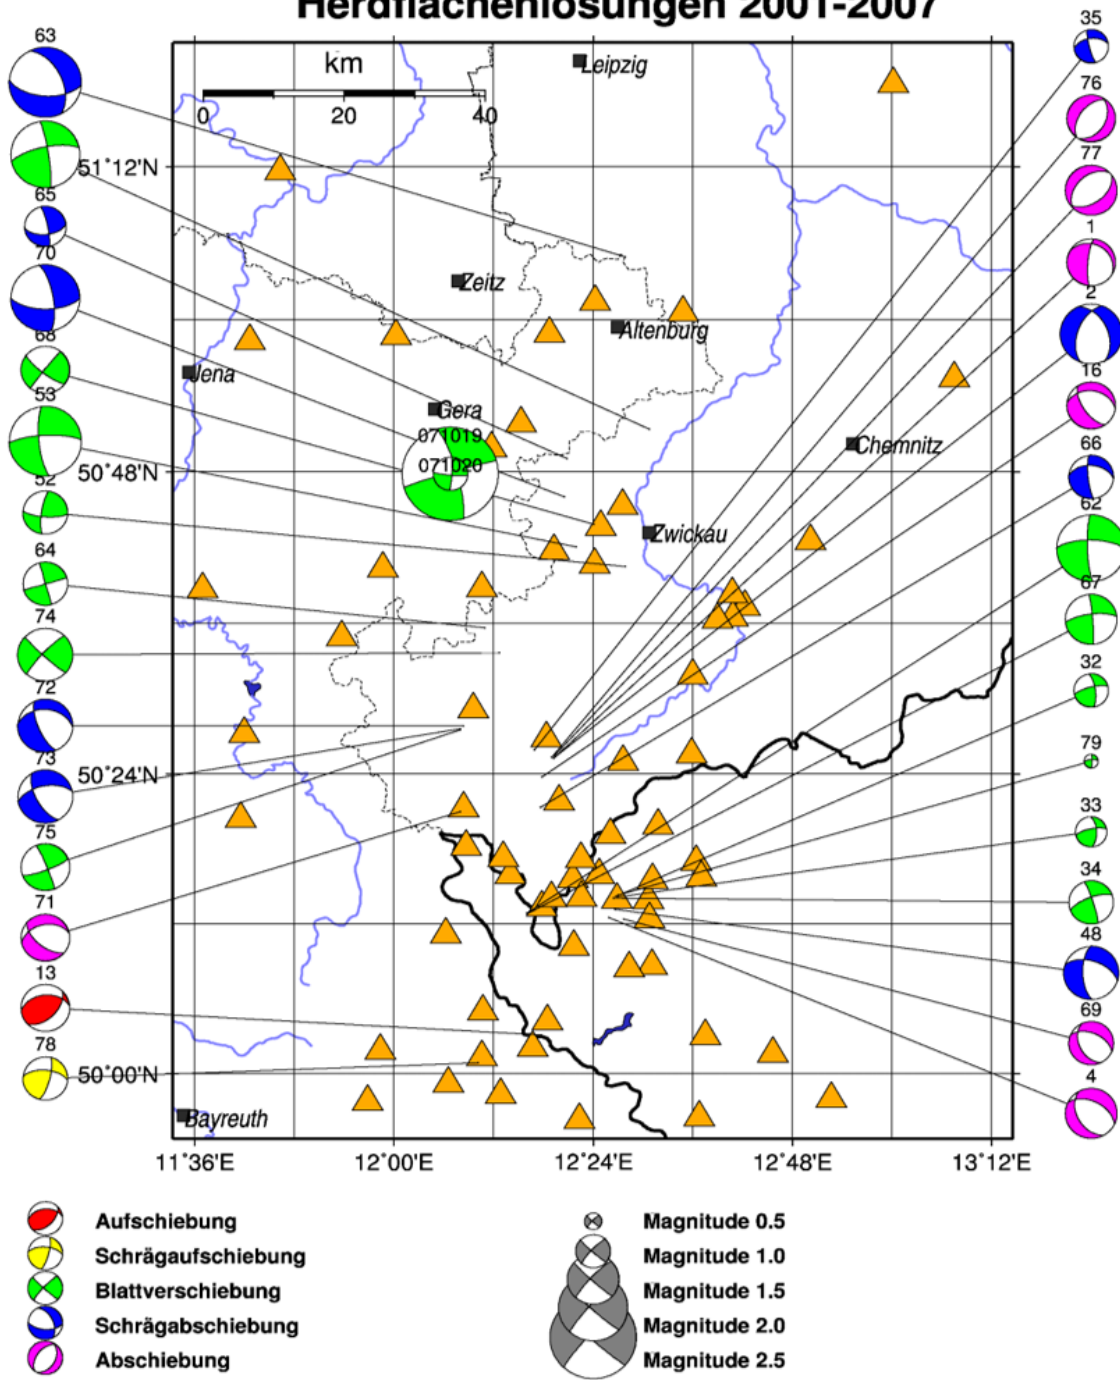 Herdflächenlösungen 2001-2007
63
65
70
68
53
52
64
74
72
73
75
71
13
78
km
0
20
40
Leipzig
51°12'N
Zeitz
Altenburg
Jena
Gera
071019
071020
Chemnitz
50°48'N
Zwickau
50°24'N
50°00'N
Bayreuth
11°36'E
12°00'E
12°24'E
12°48'E
13°12'E
35
76
77
1
2
16
66
62
67
32
79
33
34
48
69
4
Aufschiebung
Schrägaufschiebung
Blattverschiebung
Schrägabschiebung
Abschiebung
Magnitude 0.5
Magnitude 1.0
Magnitude 1.5
Magnitude 2.0
Magnitude 2.5